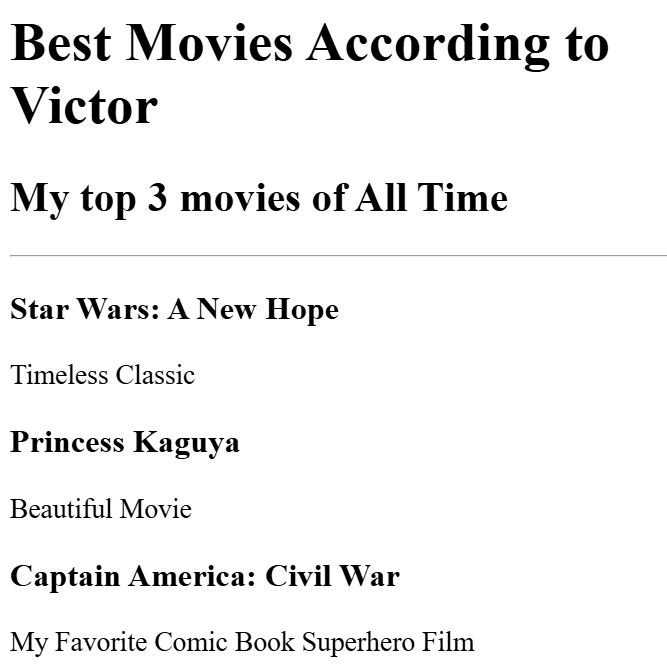 Best Movies According to
Victor
My top 3 movies of All Time
Star Wars: A New Hope
Timeless Classic
Princess Kaguya
Beautiful Movie
Captain America: Civil War
My Favorite Comic Book Superhero Film